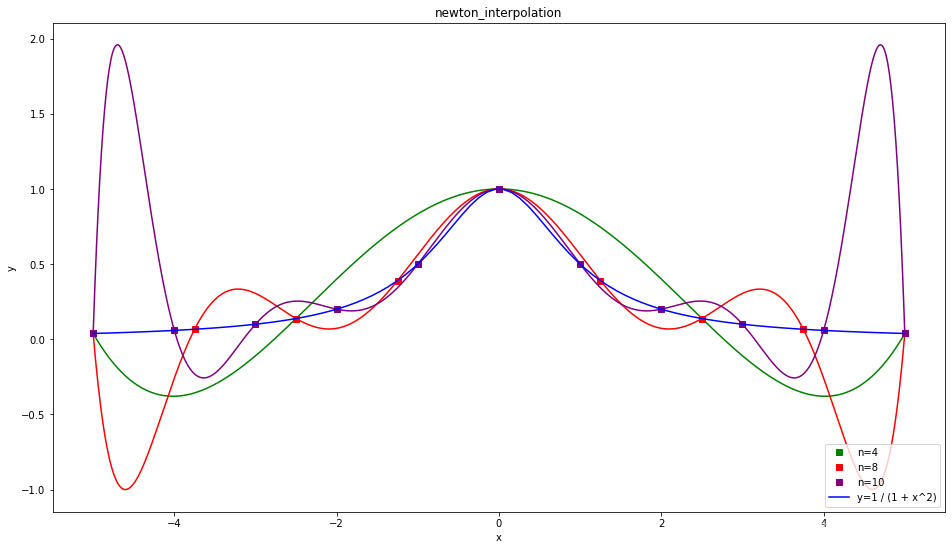 newton_interpolation
2.0
1.5
1.0
0.5
0.0
−0.5
−1.0
y
−4
−2
0
2
4
x
n=4
n=8
n=10
y=1 / (1 + x^2)